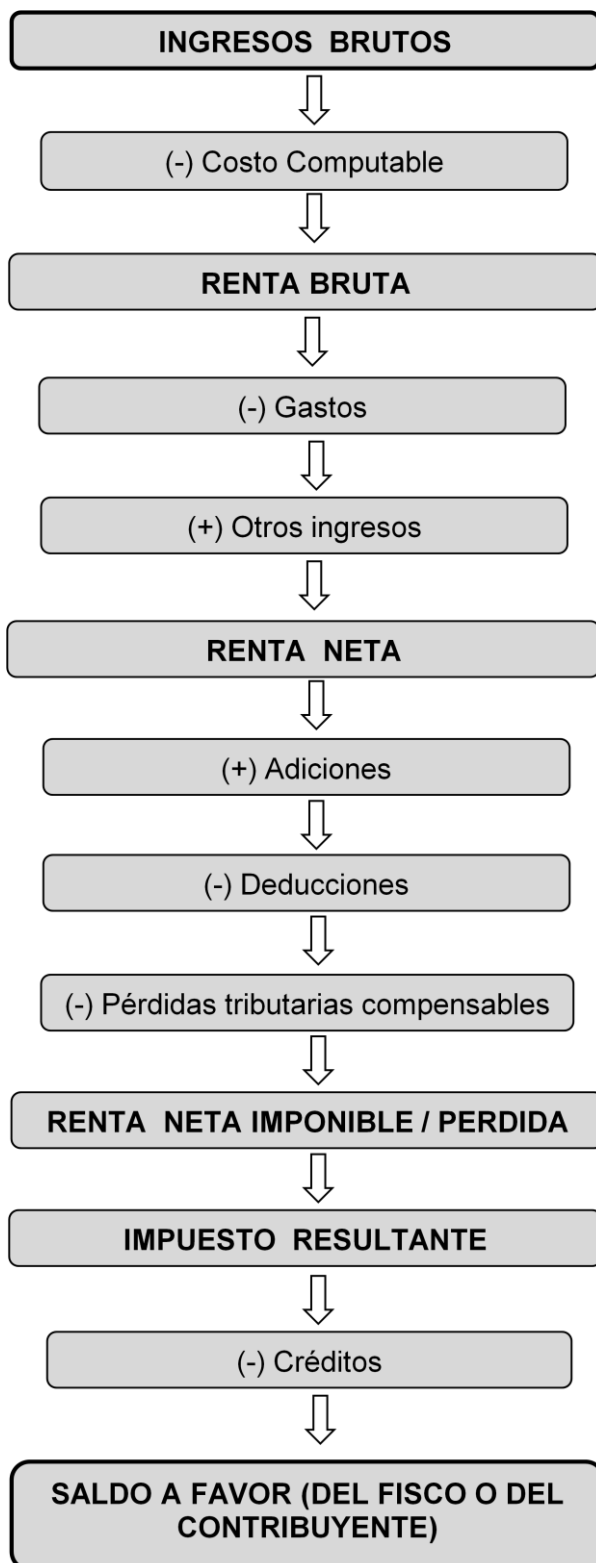 INGRESOS BRUTOS
(-) Costo Computable
RENTA BRUTA
(-) Gastos
(+) Otros ingresos
RENTA NETA
(+) Adiciones
(-) Deducciones
(-) Pérdidas tributarias compensables
RENTA NETA IMPONIBLE / PERDIDA
IMPUESTO RESULTANTE
(-) Créditos
SALDO A FAVOR (DEL FISCO O DEL
CONTRIBUYENTE)